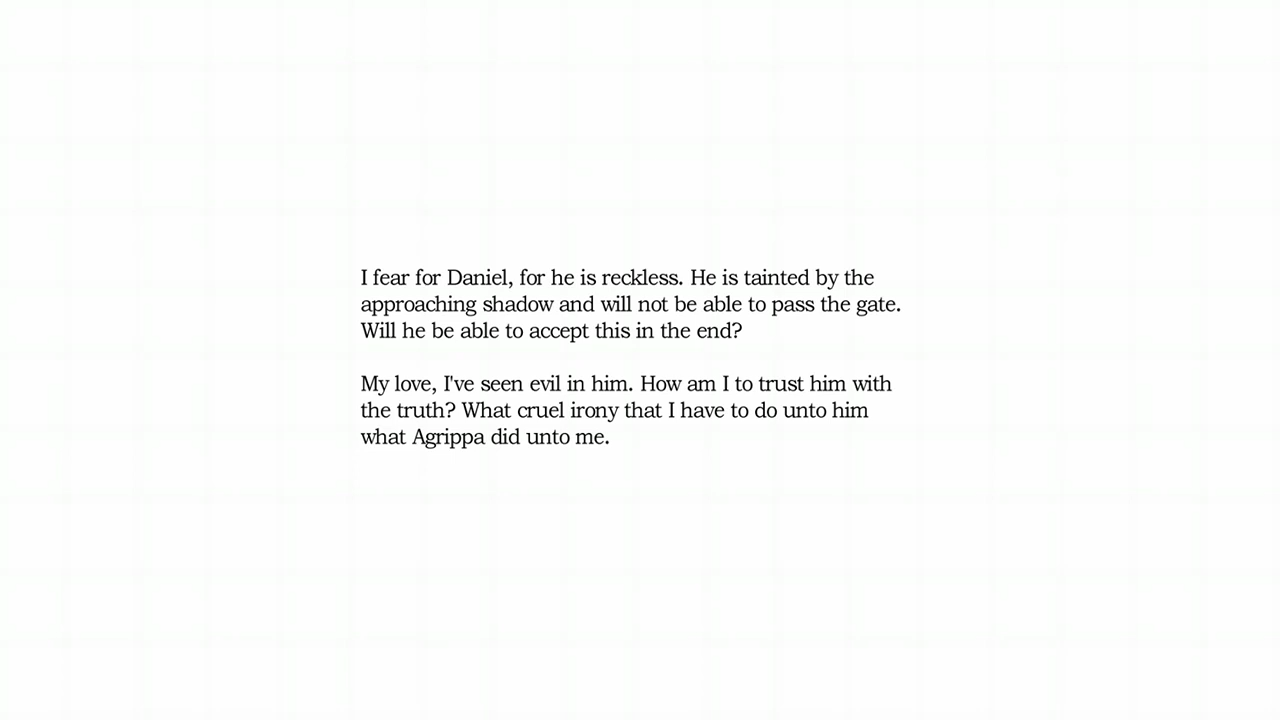 I fear for Daniel, for he is reckless. He is tainted by the
approaching shadow and will not be able to pass the gate.
Will he be able to accept this in the end?
My love, I've seen evil in him. How am I to trust him with
the truth? What cruel irony that I have to do unto him
what Agrippa did unto me.